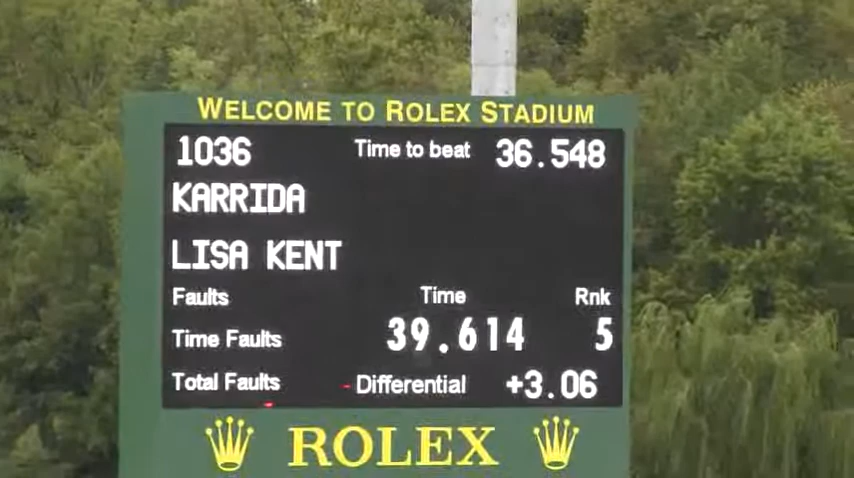 WELCOME TO ROLEX STADIUM
1036 Time to beat 36.548
KARRIDA
LISA KENT
Faults Time Rnk
Time Faults 39.614 5
Total Faults Differential +3.06
ROLEX